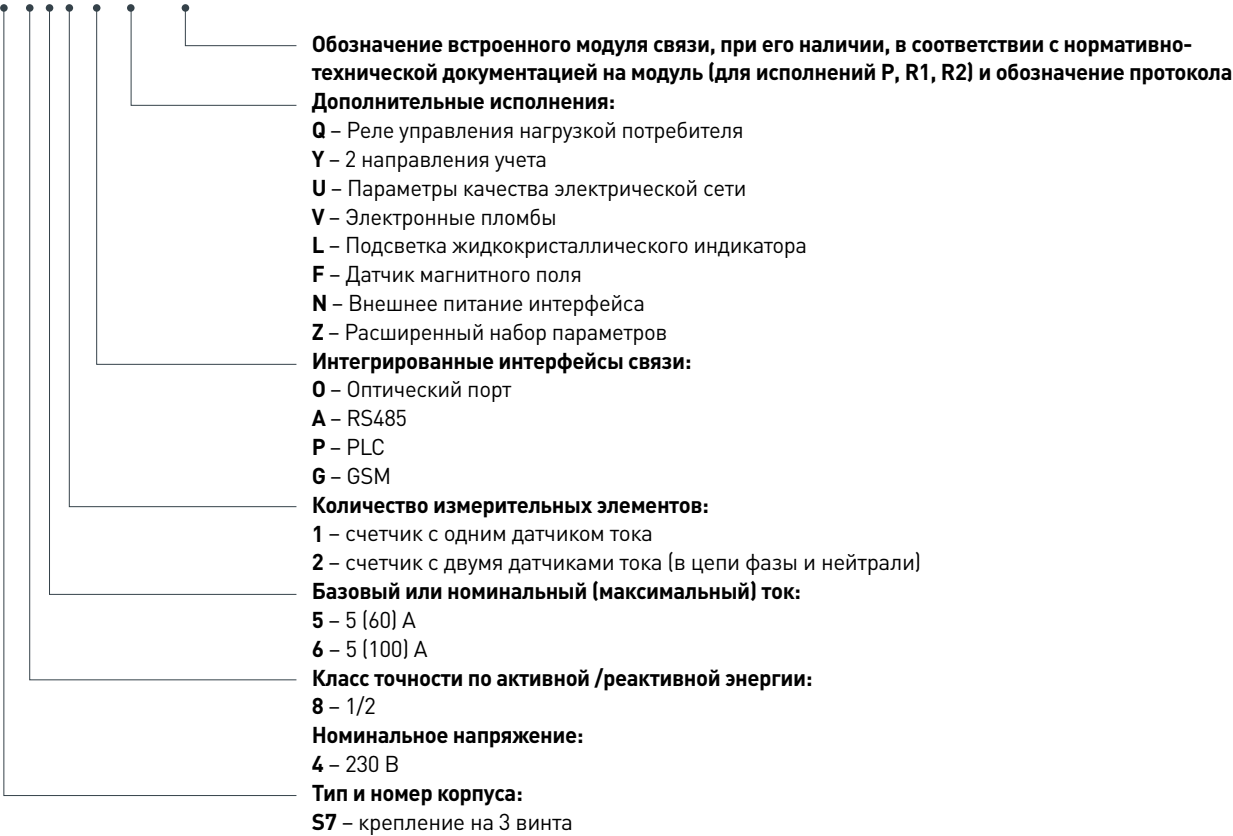 Обозначение встроенного модуля связи, при его наличии, в соответствии с нормативно-
технической документацией на модуль (для исполнений P, R1, R2) и обозначение протокола
Дополнительные исполнения:
Q – Реле управления нагрузкой потребителя
Y – 2 направления учета
U – Параметры качества электрической сети
V – Электронные пломбы
L – Подсветка жидкокристаллического индикатора
F – Датчик магнитного поля
N – Внешнее питание интерфейса
Z – Расширенный набор параметров
Интегрированные интерфейсы связи:
O – Оптический порт
A – RS485
P – PLC
G – GSM
Количество измерительных элементов:
1 – счетчик с одним датчиком тока
2 – счетчик с двумя датчиками тока (в цепи фазы и нейтрали)
Базовый или номинальный (максимальный) ток:
5 – 5 (60) А
6 – 5 (100) А
Класс точности по активной /реактивной энергии:
8 – 1/2
Номинальное напряжение:
4 – 230 В
Тип и номер корпуса:
S7 – крепление на 3 винта